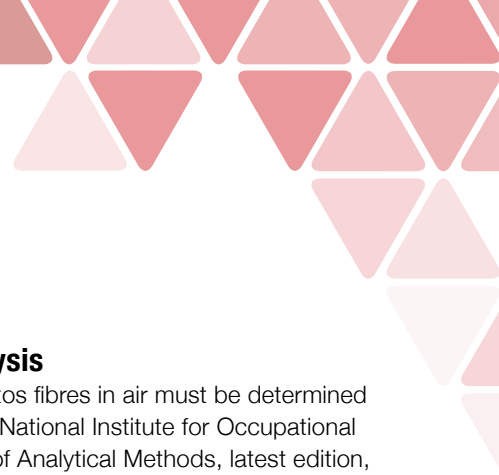 ysis
tos fibres in air must be determined
National Institute for Occupational
of Analytical Methods, latest edition,